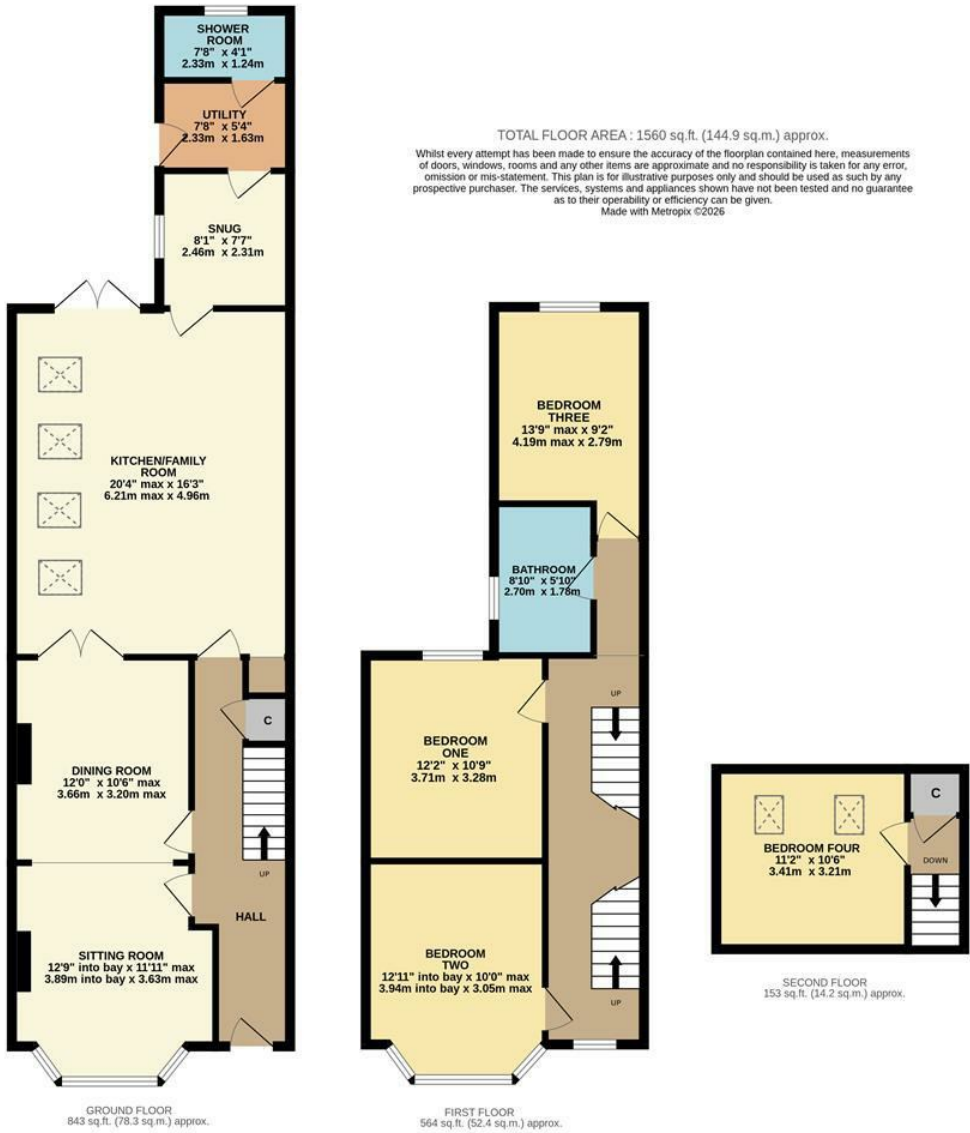 SHOWER
ROOM
7'8" x 4'1"
2.33m x 1.24m
UTILITY
7'8" x 5'4"
2.33m x 1.63m
SNUG
8'1" x 7'7"
2.46m x 2.31m
KITCHEN/FAMILY
ROOM
20'4" max x 16'3"
6.21m max x 4.96m
DINING ROOM
12'0" x 10'6" max
3.66m x 3.20m max
C
UP
HALL
SITTING ROOM
12'9" into bay x 11'11" max
3.89m into bay x 3.63m max
GROUND FLOOR
843 sq.ft. (78.3 sq.m.) approx.
TOTAL FLOOR AREA : 1560 sq.ft. (144.9 sq.m.) approx.
Whilst every attempt has been made to ensure the accuracy of the floorplan contained here, measurements
of doors, windows, rooms and any other items are approximate and no responsibility is taken for any error,
omission or mis-statement. This plan is for illustrative purposes only and should be used as such by any
prospective purchaser. The services, systems and appliances shown have not been tested and no guarantee
as to their operability or efficiency can be given.
Made with Metropix ©2026
BEDROOM
THREE
13'9" max x 9'2"
4.19m max x 2.79m
BATHROOM
8'10" x 5'10"
2.70m x 1.78m
UP
BEDROOM
ONE
12'2" x 10'9"
3.71m x 3.28m
BEDROOM
TWO
12'11" into bay x 10'0" max
3.94m into bay x 3.05m max
UP
FIRST FLOOR
564 sq.ft. (52.4 sq.m.) approx.
C
BEDROOM FOUR
11'2" x 10'6"
3.41m x 3.21m
DOWN
SECOND FLOOR
153 sq.ft. (14.2 sq.m.) approx.